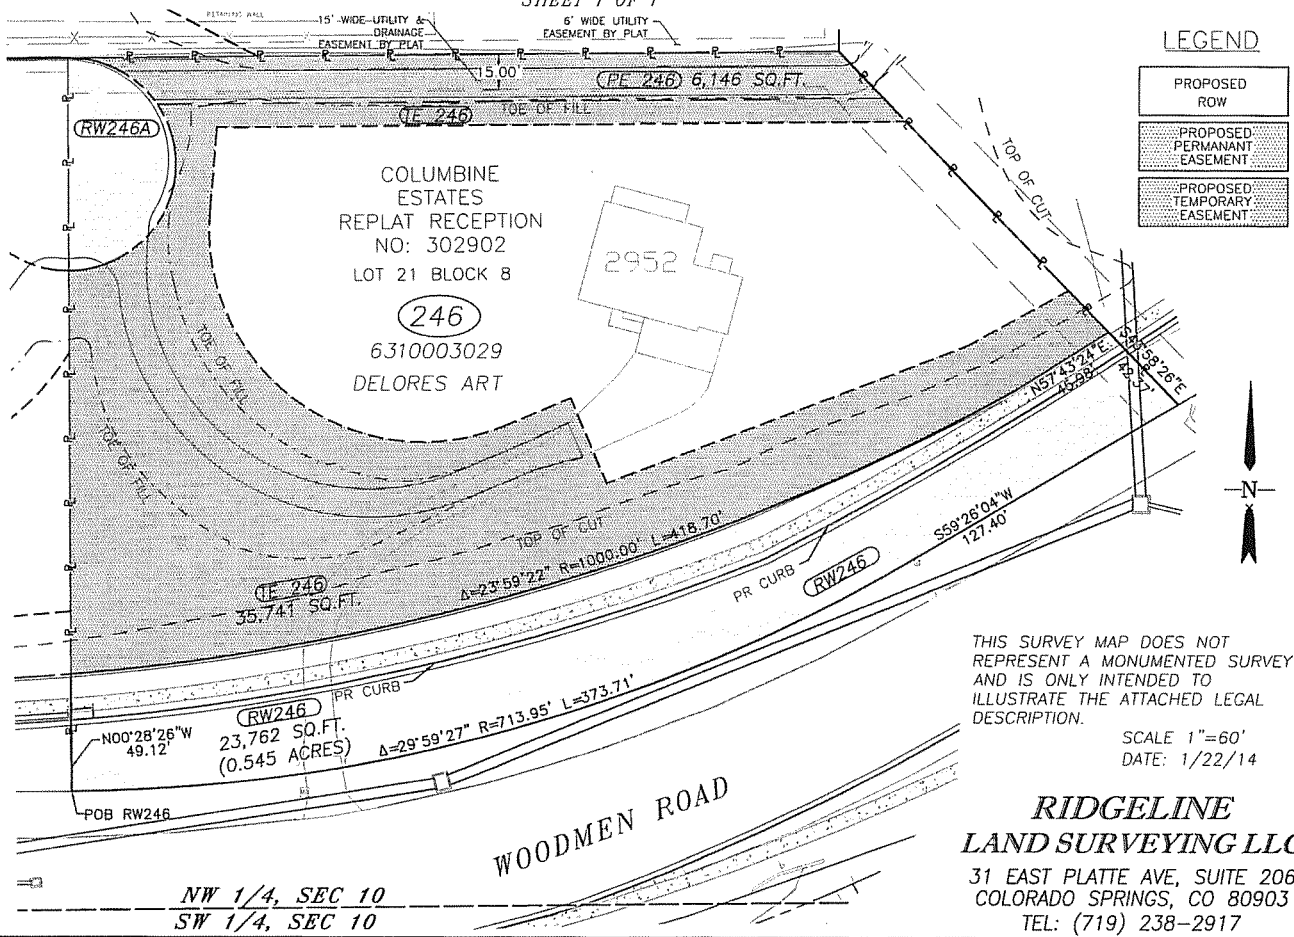 SHEET 1 OF 1
RETAINING WALL
15' WIDE UTILITY &
DRAINAGE
EASEMENT BY PLAT
6' WIDE UTILITY
EASEMENT BY PLAT
15.00'
PE 246 6,146 SQ.FT.
TE 246
TOE OF FILL
RW246A
TOP OF CUT
LEGEND
PROPOSED
ROW
PROPOSED
PERMANANT
EASEMENT
PROPOSED
TEMPORARY
EASEMENT
COLUMBINE
ESTATES
REPLAT RECEPTION
NO: 302902
LOT 21 BLOCK 8
246
6310003029
DELORES ART
2952
TOE OF FILL
TOE OF FILL
TOP OF CUT
N57°43'24"E
45.98'
42.37'
S59°26'04"W
127.40'
N
TE 246
35,741 SQ.FT.
Δ=23°59'22" R=1000.00' L=418.70'
PR CURB
RW246
PR CURB
RW246
23,762 SQ.FT.
(0.545 ACRES)
Δ=29°59'27" R=713.95' L=373.71'
N00°28'26"W
49.12'
POB RW246
WOODMEN ROAD
NW 1/4, SEC 10
SW 1/4, SEC 10
THIS SURVEY MAP DOES NOT
REPRESENT A MONUMENTED SURVEY
AND IS ONLY INTENDED TO
ILLUSTRATE THE ATTACHED LEGAL
DESCRIPTION.
SCALE 1"=60'
DATE: 1/22/14
RIDGELINE
LAND SURVEYING LLC
31 EAST PLATTE AVE, SUITE 206
COLORADO SPRINGS, CO 80903
TEL: (719) 238-2917